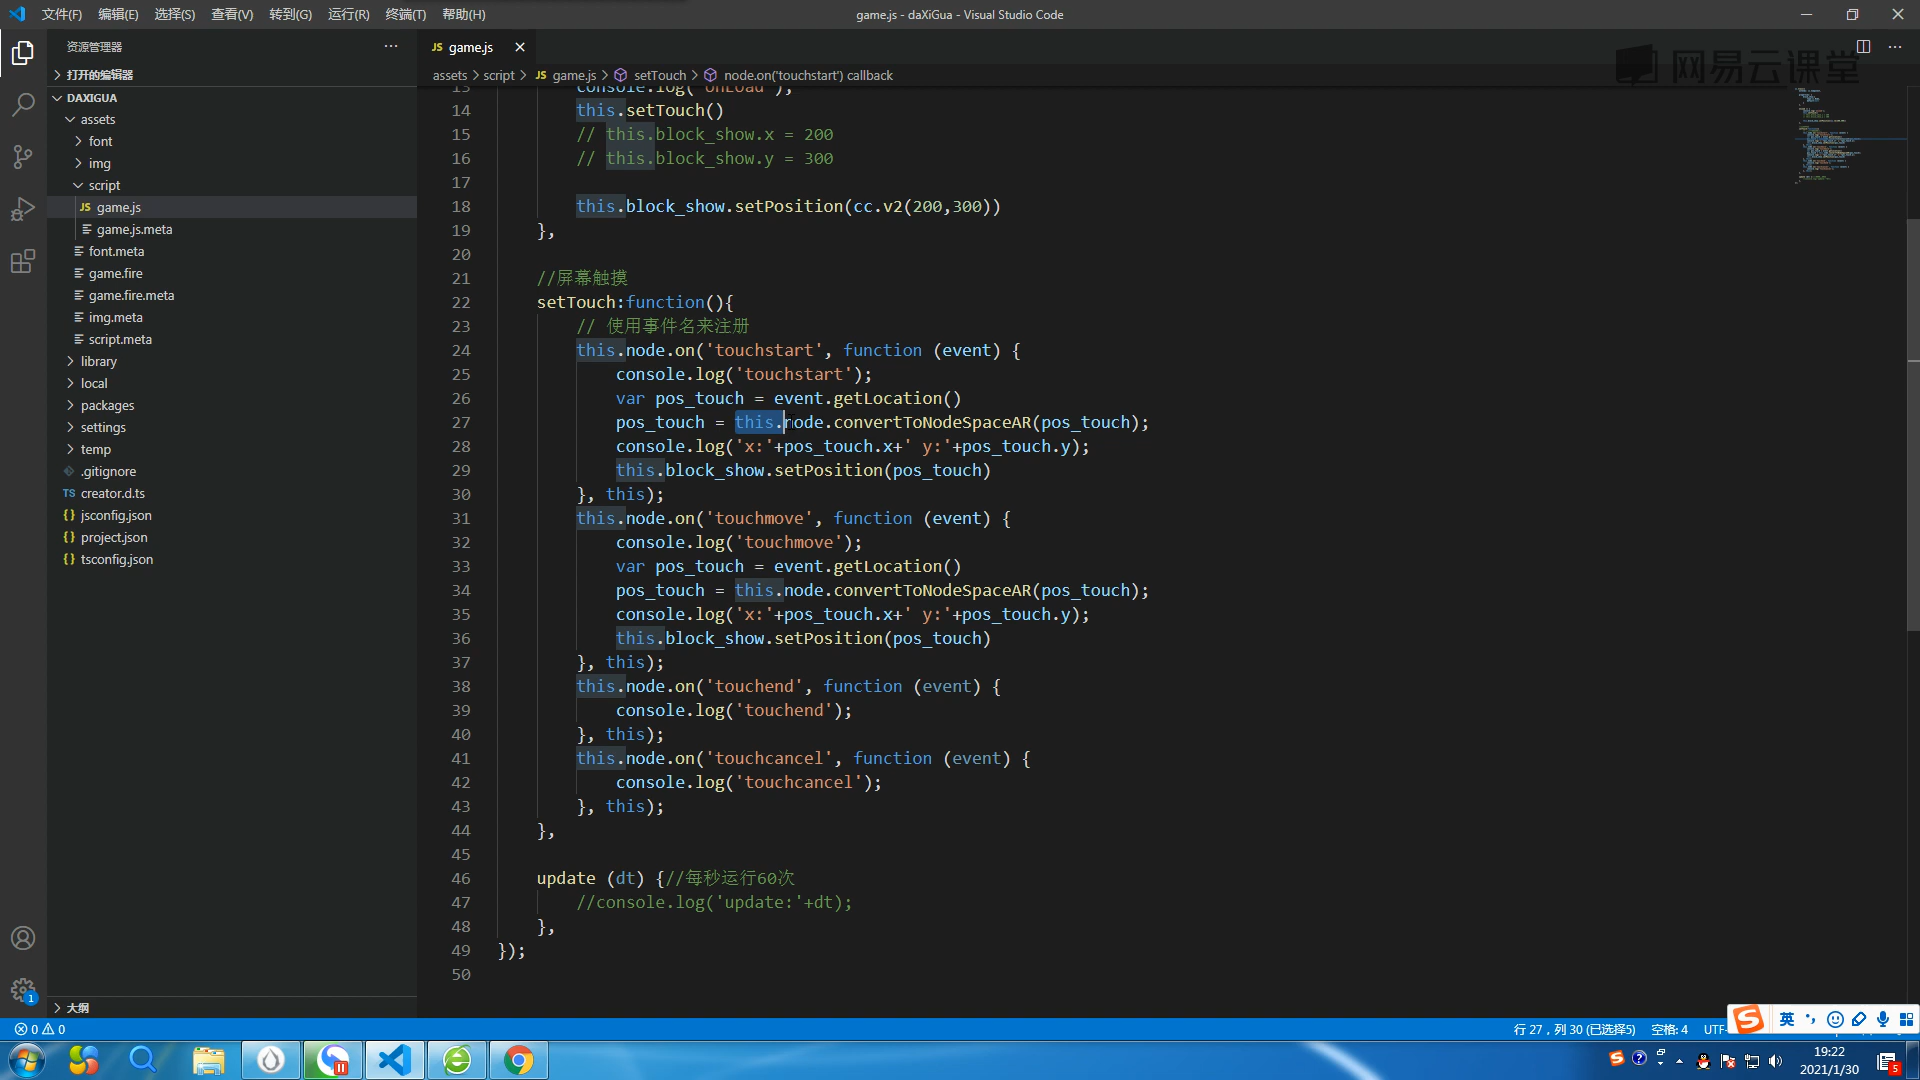 文件(F) 编辑(E) 选择(S) 查看(V) 转到(G) 运行(R) 终端(T) 帮助(H)
game.js - daXiGua - Visual Studio Code
资源管理器
打开的编辑器
DAXIGUA
assets
font
img
script
JS game.js
game.js.meta
font.meta
game.fire
game.fire.meta
img.meta
script.meta
library
local
packages
settings
temp
.gitignore
TS creator.d.ts
{} jsconfig.json
{} project.json
{} tsconfig.json
大纲
JS game.js
网易云课堂
assets > script > JS game.js > setTouch > node.on('touchstart') callback
13 console.log('onLoad');
14 this.setTouch()
15 // this.block_show.x = 200
16 // this.block_show.y = 300
17
18 this.block_show.setPosition(cc.v2(200,300))
19 },
20
21 //屏幕触摸
22 setTouch:function(){
23 // 使用事件名来注册
24 this.node.on('touchstart', function (event) {
25 console.log('touchstart');
26 var pos_touch = event.getLocation()
27 pos_touch = this.node.convertToNodeSpaceAR(pos_touch);
28 console.log('x:'+pos_touch.x+' y:'+pos_touch.y);
29 this.block_show.setPosition(pos_touch)
30 }, this);
31 this.node.on('touchmove', function (event) {
32 console.log('touchmove');
33 var pos_touch = event.getLocation()
34 pos_touch = this.node.convertToNodeSpaceAR(pos_touch);
35 console.log('x:'+pos_touch.x+' y:'+pos_touch.y);
36 this.block_show.setPosition(pos_touch)
37 }, this);
38 this.node.on('touchend', function (event) {
39 console.log('touchend');
40 }, this);
41 this.node.on('touchcancel', function (event) {
42 console.log('touchcancel');
43 }, this);
44 },
45
46 update (dt) {//每秒运行60次
47 //console.log('update:'+dt);
48 },
49 });
50
1
0 0
行 27，列 30 (已选择5) 空格: 4 UTF-
英
19:22
2021/1/30
5